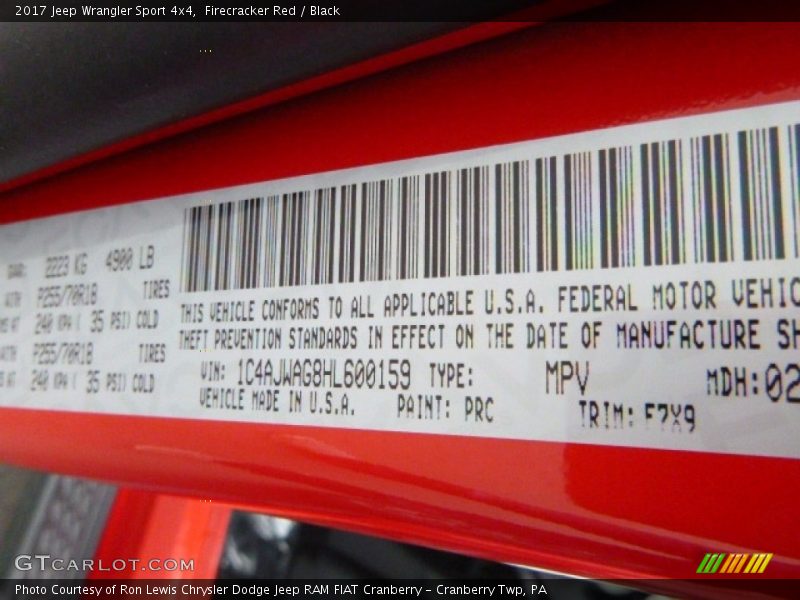 2017 Jeep Wrangler Sport 4x4,  Firecracker Red / Black
2223 KG  4900 LB
P255/70R18  TIRES
240 KPA ( 35 PSI) COLD
P255/70R18  TIRES
240 KPA ( 35 PSI) COLD
THIS VEHICLE CONFORMS TO ALL APPLICABLE U.S.A. FEDERAL MOTOR VEHIC
THEFT PREVENTION STANDARDS IN EFFECT ON THE DATE OF MANUFACTURE SH
VIN: 1C4AJWAG8HL600159  TYPE:  MPV  MDH: 02
VEHICLE MADE IN U.S.A.  PAINT: PRC  TRIM: F7X9
GTCARLOT.COM
Photo Courtesy of Ron Lewis Chrysler Dodge Jeep RAM FIAT Cranberry – Cranberry Twp, PA